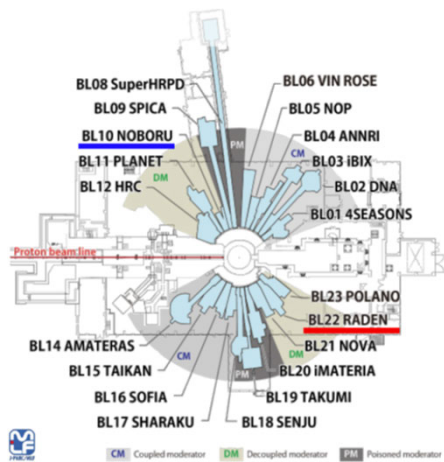 BL08 SuperHRPD
BL09 SPICA
BL10 NOBORU
BL11 PLANET
BL12 HRC
DM
PM
BL06 VIN ROSE
BL05 NOP
BL04 ANNRI
CM
BL03 iBIX
BL02 DNA
BL01 4SEASONS
Proton beam line
BL23 POLANO
BL22 RADEN
BL21 NOVA
DM
BL20 iMATERIA
BL19 TAKUMI
BL18 SENJU
PM
BL14 AMATERAS
CM
BL15 TAIKAN
BL16 SOFIA
BL17 SHARAKU
CM Coupled moderator DM Decoupled moderator PM Poisoned moderator